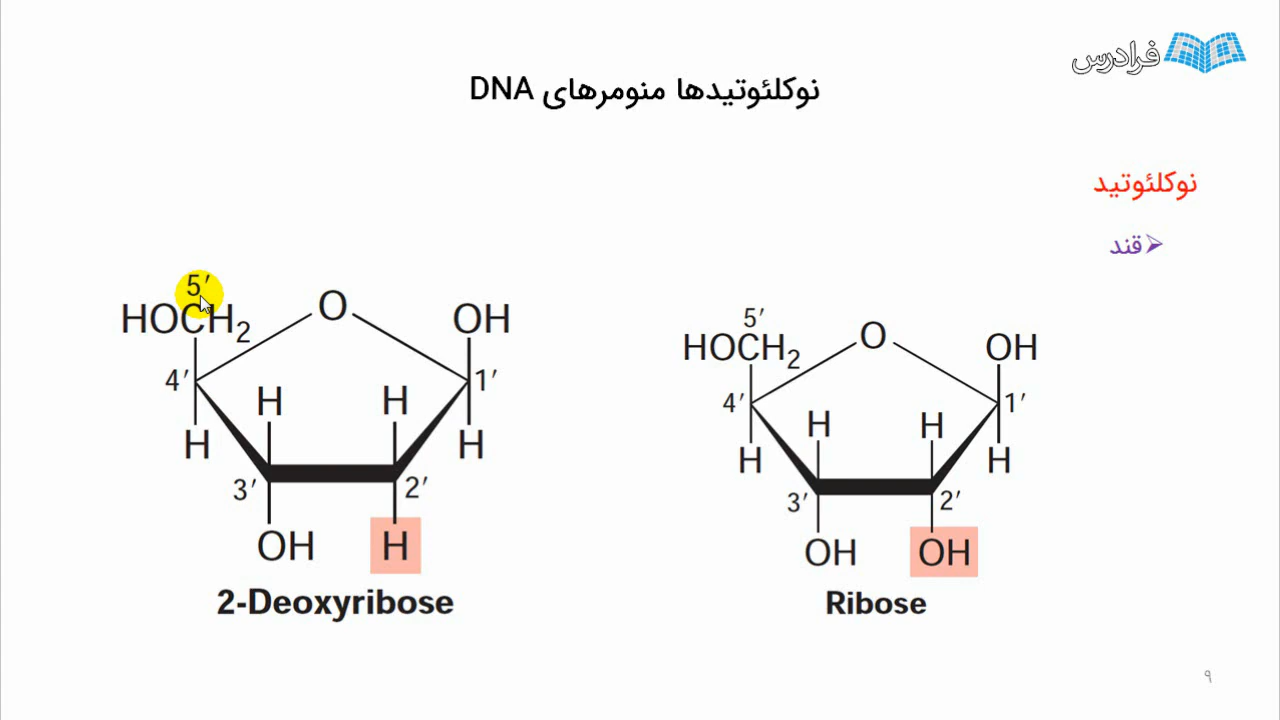 فرادرس
نوکلئوتیدها منومرهای DNA
نوکلئوتید
➢ قند
5′
HOCH2 O OH
4′ 1′
H H H H
3′ 2′
OH H
2-Deoxyribose
5′
HOCH2 O OH
4′ 1′
H H H H
3′ 2′
OH OH
Ribose
۹